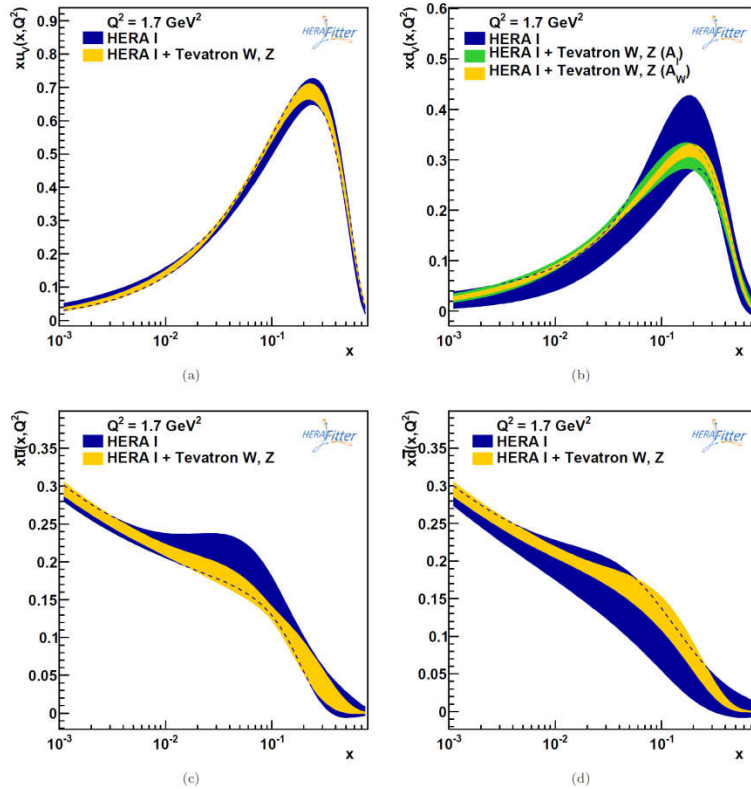 xuᵥ(x,Q²)
Q² = 1.7 GeV²
HERA I
HERA I + Tevatron W, Z
HERAFitter
0.9
0.8
0.7
0.6
0.5
0.4
0.3
0.2
0.1
0
10⁻³
10⁻²
10⁻¹
x
(a)
xdᵥ(x,Q²)
Q² = 1.7 GeV²
HERA I
HERA I + Tevatron W, Z (Aₗ)
HERA I + Tevatron W, Z (A_W)
HERAFitter
0.6
0.5
0.4
0.3
0.2
0.1
0
10⁻³
10⁻²
10⁻¹
x
(b)
xu̅(x,Q²)
Q² = 1.7 GeV²
HERA I
HERA I + Tevatron W, Z
HERAFitter
0.35
0.3
0.25
0.2
0.15
0.1
0.05
0
10⁻³
10⁻²
10⁻¹
x
(c)
xd̅(x,Q²)
Q² = 1.7 GeV²
HERA I
HERA I + Tevatron W, Z
HERAFitter
0.35
0.3
0.25
0.2
0.15
0.1
0.05
0
10⁻³
10⁻²
10⁻¹
x
(d)